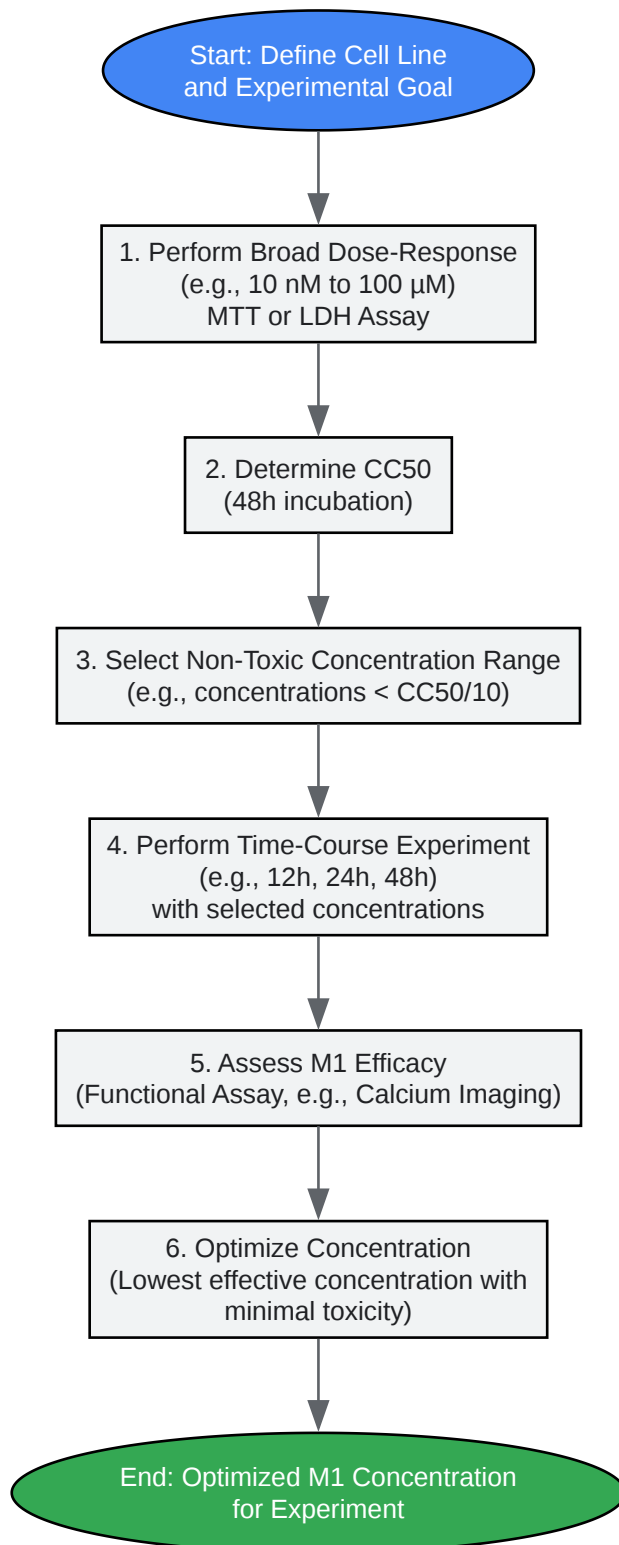 Start: Define Cell Line
and Experimental Goal
1. Perform Broad Dose-Response
(e.g., 10 nM to 100 µM)
MTT or LDH Assay
2. Determine CC50
(48h incubation)
3. Select Non-Toxic Concentration Range
(e.g., concentrations < CC50/10)
4. Perform Time-Course Experiment
(e.g., 12h, 24h, 48h)
with selected concentrations
5. Assess M1 Efficacy
(Functional Assay, e.g., Calcium Imaging)
6. Optimize Concentration
(Lowest effective concentration with
minimal toxicity)
End: Optimized M1 Concentration
for Experiment